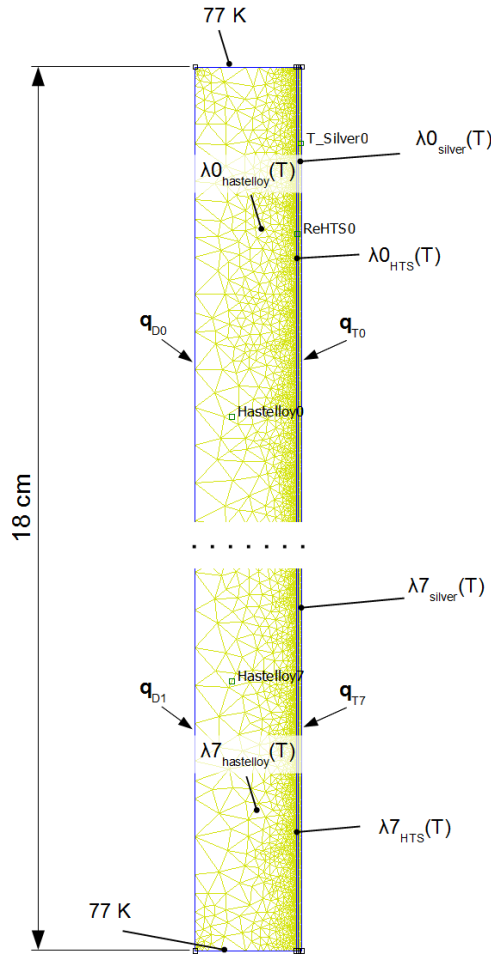 77 K
T_Silver0
λ0silver(T)
λ0hastelloy(T)
ReHTS0
λ0HTS(T)
qD0
qT0
Hastelloy0
18 cm
λ7silver(T)
Hastelloy7
qD1
qT7
λ7hastelloy(T)
λ7HTS(T)
77 K